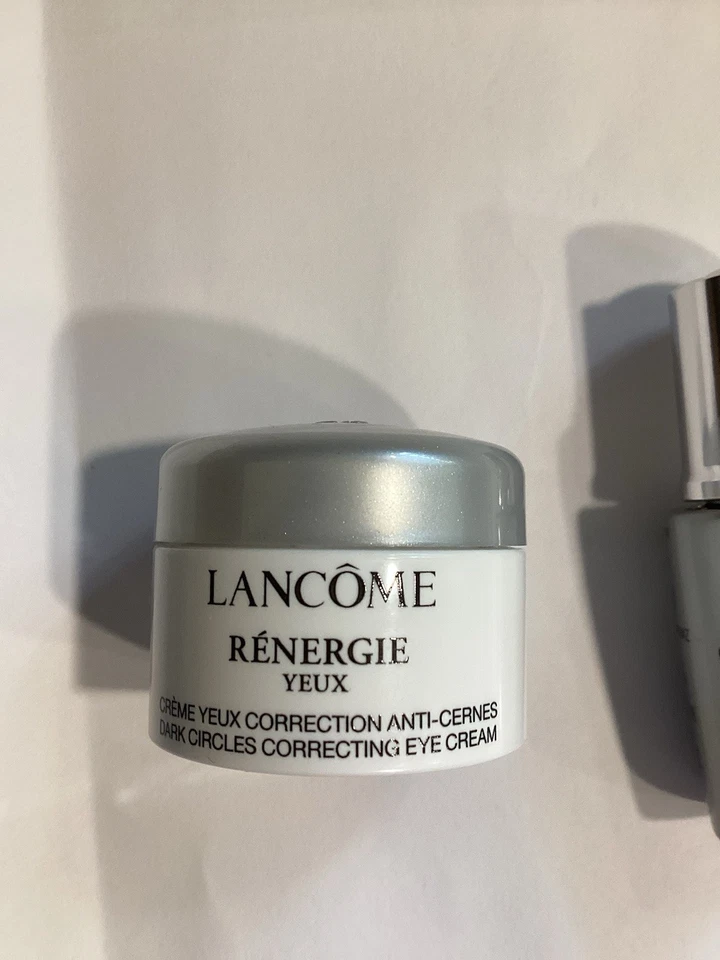 LANCÔME
RÉNERGIE
YEUX
CRÈME YEUX CORRECTION ANTI-CERNES
DARK CIRCLES CORRECTING EYE CREAM